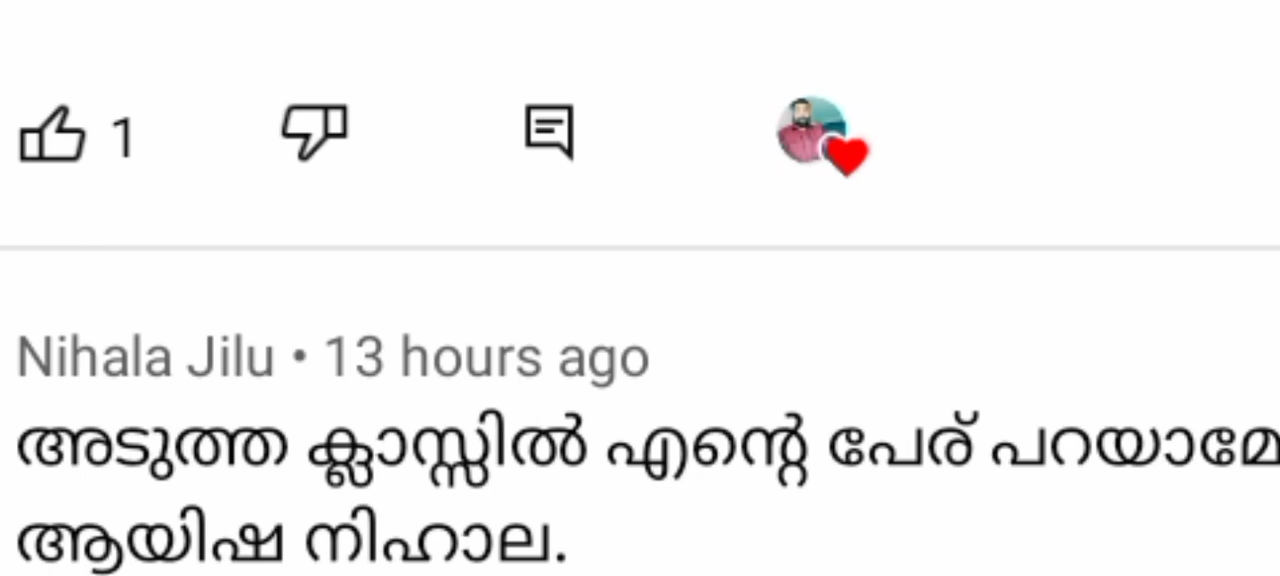 1
Nihala Jilu • 13 hours ago
അടുത്ത ക്ലാസ്സിൽ എന്റെ പേര് പറയാമോ
ആയിഷ നിഹാല.